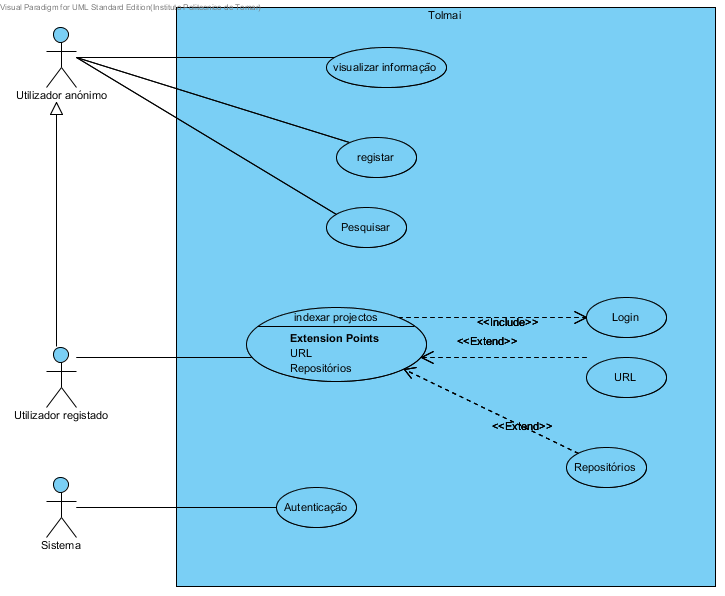 Visual Paradigm for UML Standard Edition(Instituto Politecnico de Tomar)
Tolmai
visualizar informação
Utilizador anónimo
registar
Pesquisar
indexar projectos
<<Include>>
Login
Extension Points
<<Extend>>
URL
Repositórios
URL
Utilizador registado
<<Extend>>
Repositórios
Autenticação
Sistema